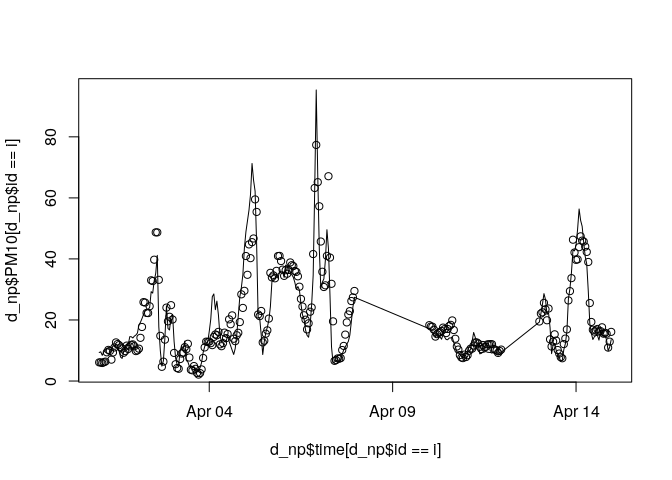 d_np$PM10[d_np$id == i]
80
60
40
20
0
Apr 04
Apr 09
Apr 14
d_np$time[d_np$id == i]